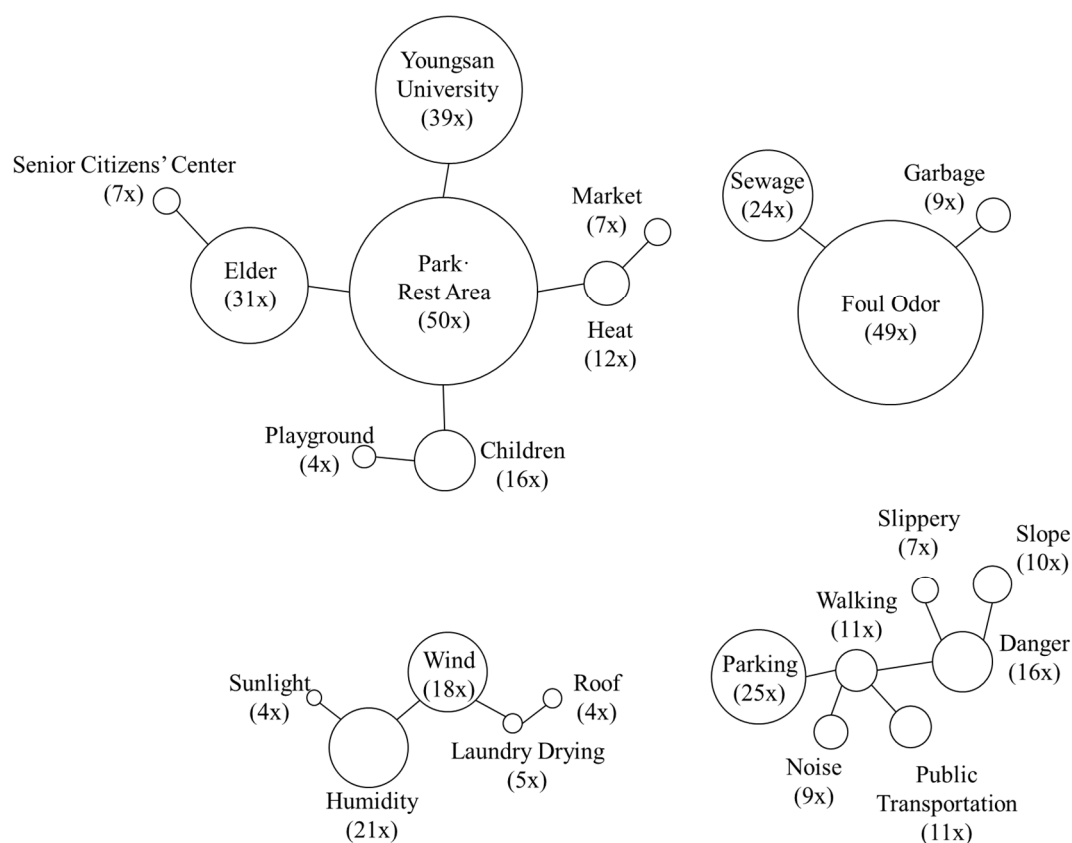 Youngsan
University
(39x)
Senior Citizens’ Center
(7x)
Market
(7x)
Elder
(31x)
Park·
Rest Area
(50x)
Heat
(12x)
Playground
(4x)
Children
(16x)
Sewage
(24x)
Garbage
(9x)
Foul Odor
(49x)
Sunlight
(4x)
Wind
(18x)
Roof
(4x)
Laundry Drying
(5x)
Humidity
(21x)
Slippery
(7x)
Slope
(10x)
Walking
(11x)
Danger
(16x)
Parking
(25x)
Noise
(9x)
Public
Transportation
(11x)